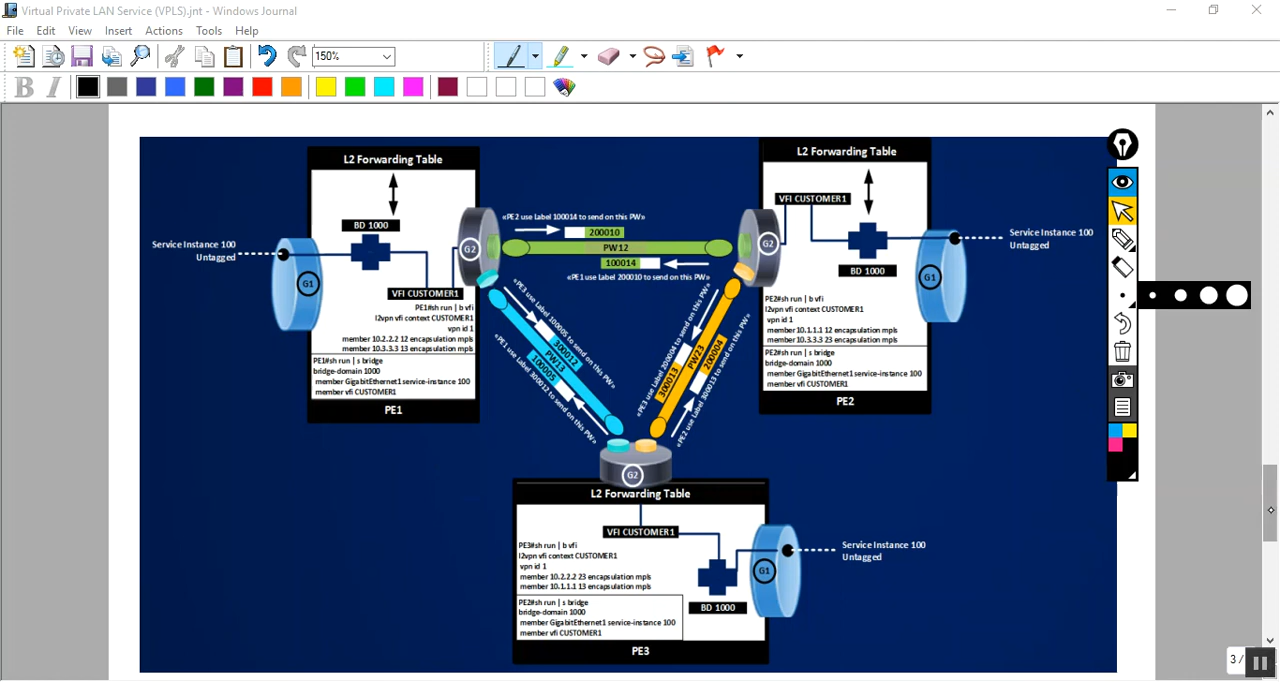 Virtual Private LAN Service (VPLS).jnt - Windows Journal
File Edit View Insert Actions Tools Help
150%
B I
L2 Forwarding Table
BD 1000
Service Instance 100
Untagged
G1
G2
VFI CUSTOMER1
PE1#sh run | b vfi
l2vpn vfi context CUSTOMER1
vpn id 1
member 10.2.2.2 12 encapsulation mpls
member 10.3.3.3 13 encapsulation mpls
PE1#sh run | s bridge
bridge-domain 1000
member GigabitEthernet1 service-instance 100
member vfi CUSTOMER1
PE1
«PE2 use Label 100014 to send on this PW»
200010
PW12
100014
«PE1 use Label 200010 to send on this PW»
L2 Forwarding Table
VFI CUSTOMER1
G2
BD 1000
G1
Service Instance 100
Untagged
PE2#sh run | b vfi
l2vpn vfi context CUSTOMER1
vpn id 1
member 10.1.1.1 12 encapsulation mpls
member 10.3.3.3 23 encapsulation mpls
PE2#sh run | s bridge
bridge-domain 1000
member GigabitEthernet1 service-instance 100
member vfi CUSTOMER1
PE2
«PE3 use Label 100005 to send on this PW»
300012
PW13
100005
«PE1 use Label 300012 to send on this PW»
«PE3 use Label 200004 to send on this PW»
300013
PW23
200004
«PE2 use Label 300013 to send on this PW»
G2
L2 Forwarding Table
VFI CUSTOMER1
PE3#sh run | b vfi
l2vpn vfi context CUSTOMER1
vpn id 1
member 10.2.2.2 23 encapsulation mpls
member 10.1.1.1 13 encapsulation mpls
PE2#sh run | s bridge
bridge-domain 1000
member GigabitEthernet1 service-instance 100
member vfi CUSTOMER1
BD 1000
G1
Service Instance 100
Untagged
PE3
3 /